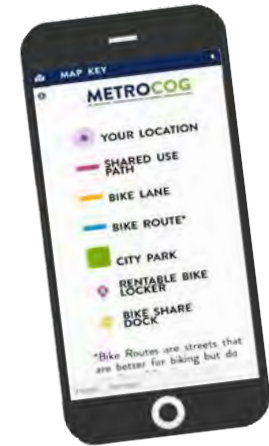 MAP KEY
METROCOG
YOUR LOCATION
SHARED USE
PATH
BIKE LANE
BIKE ROUTE*
CITY PARK
RENTABLE BIKE
LOCKER
BIKE SHARE
DOCK
*Bike Routes are streets that
are better for biking but do